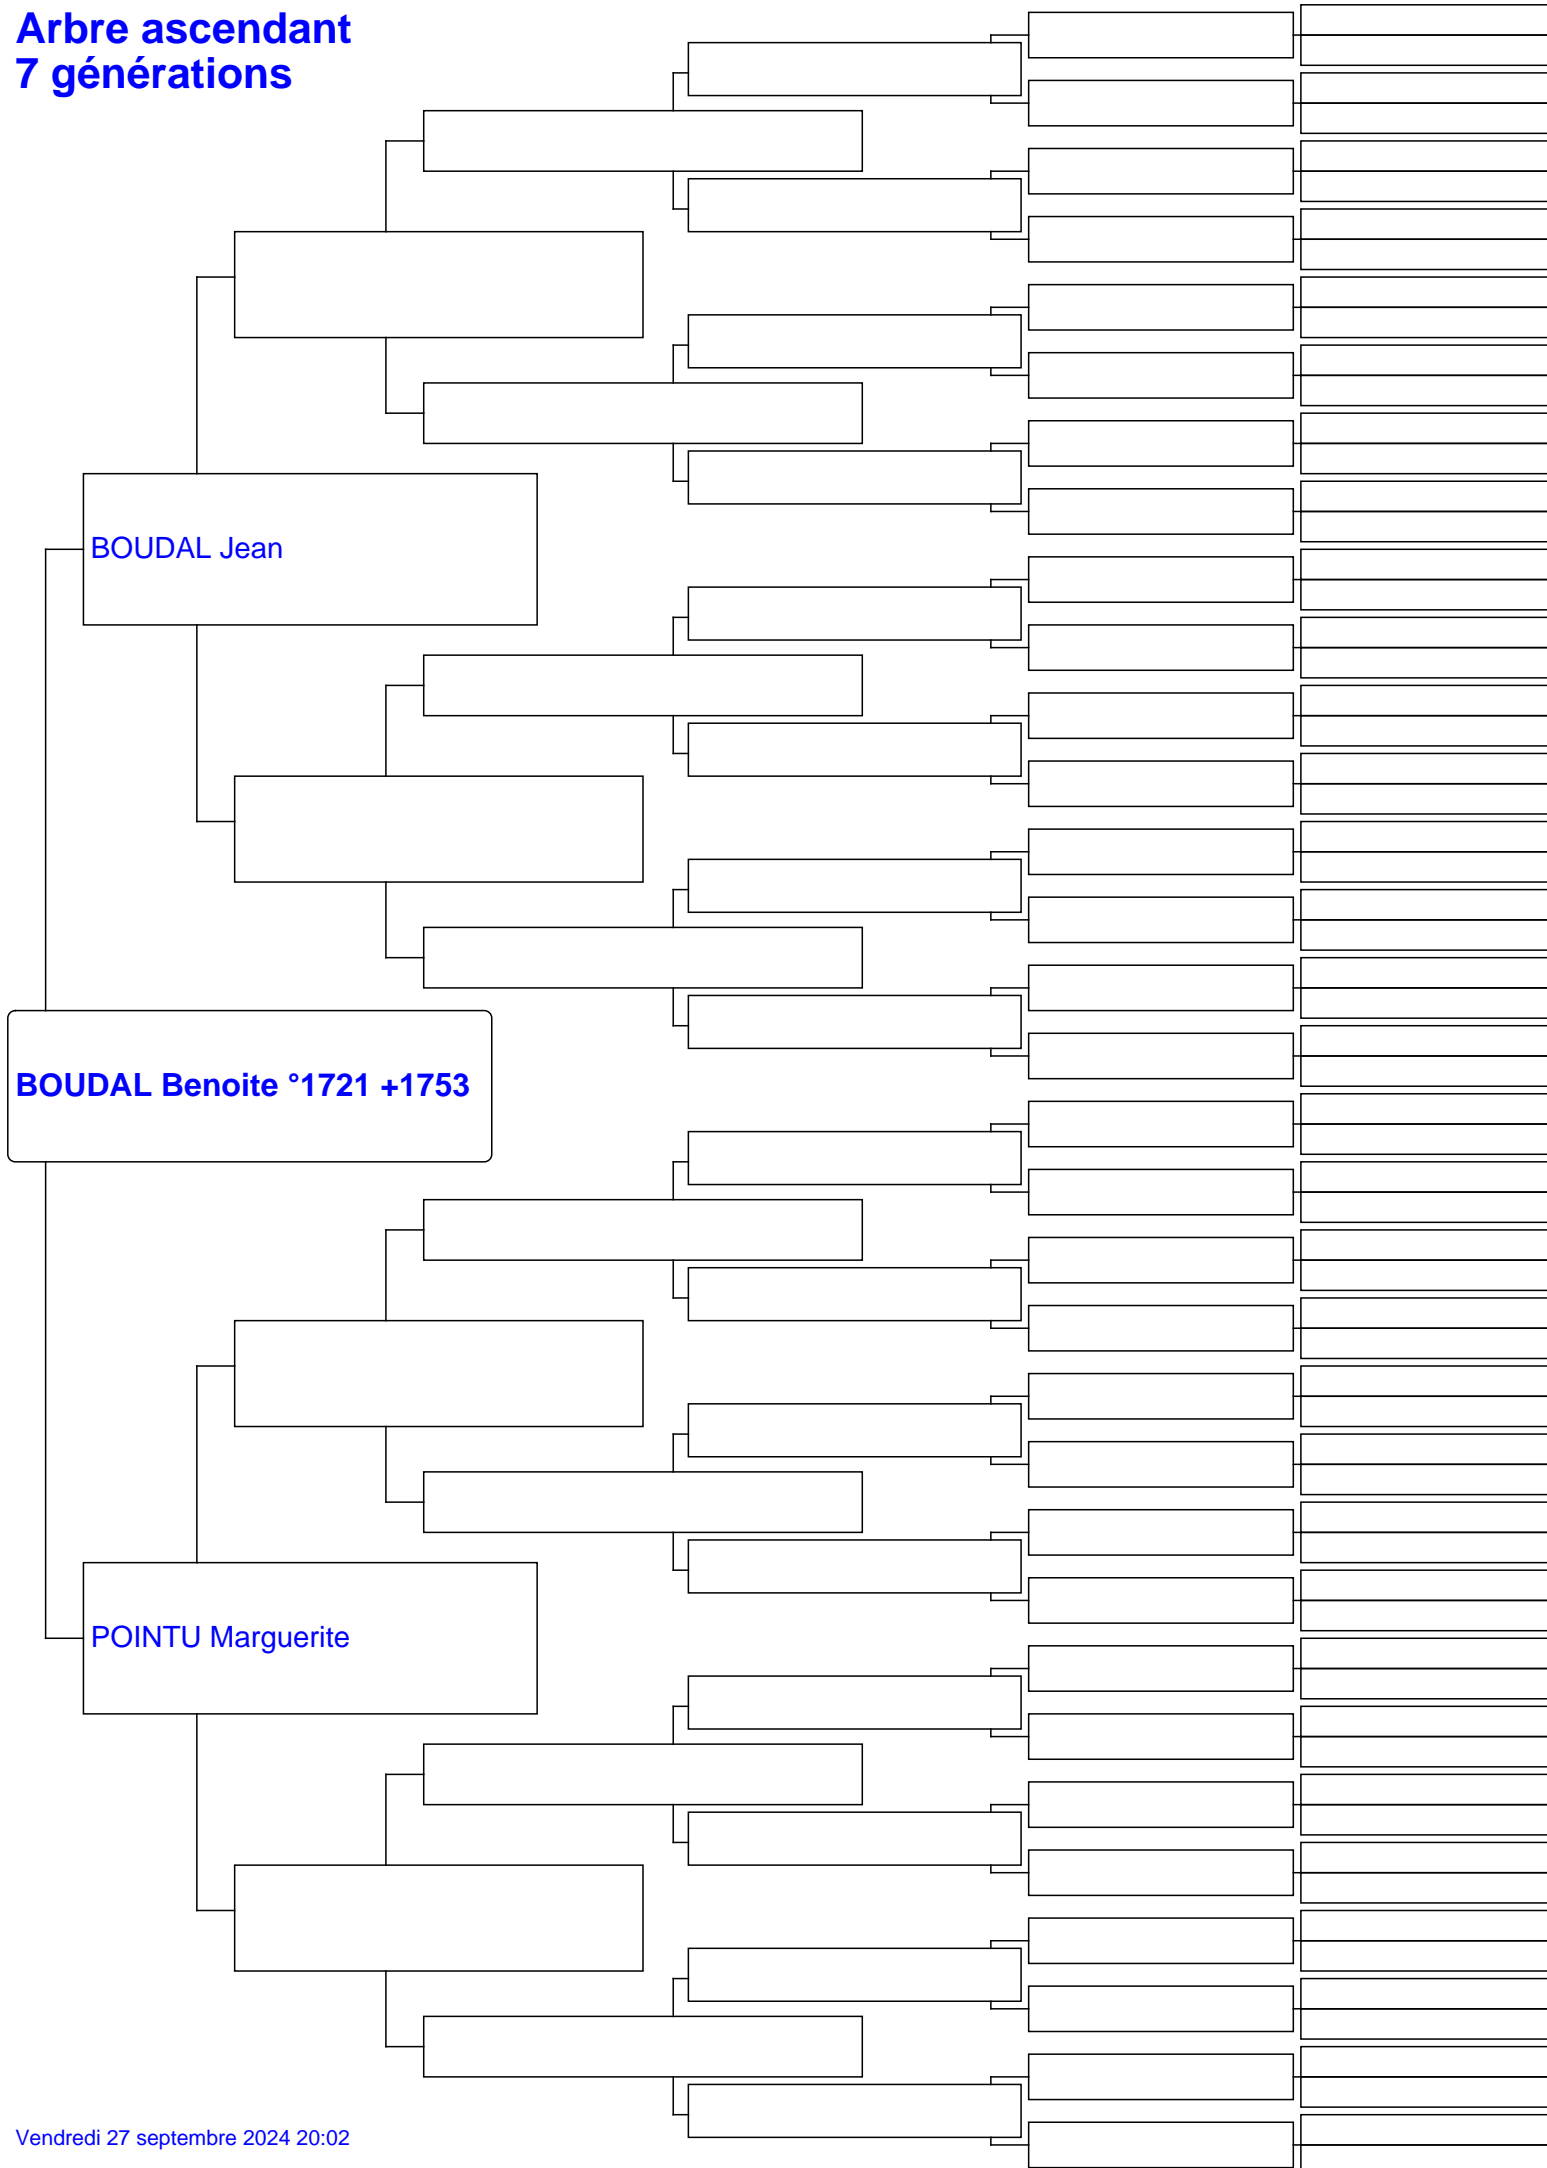 Arbre ascendant
7 générations
BOUDAL Jean
BOUDAL Benoite °1721 +1753
POINTU Marguerite
Vendredi 27 septembre 2024 20:02